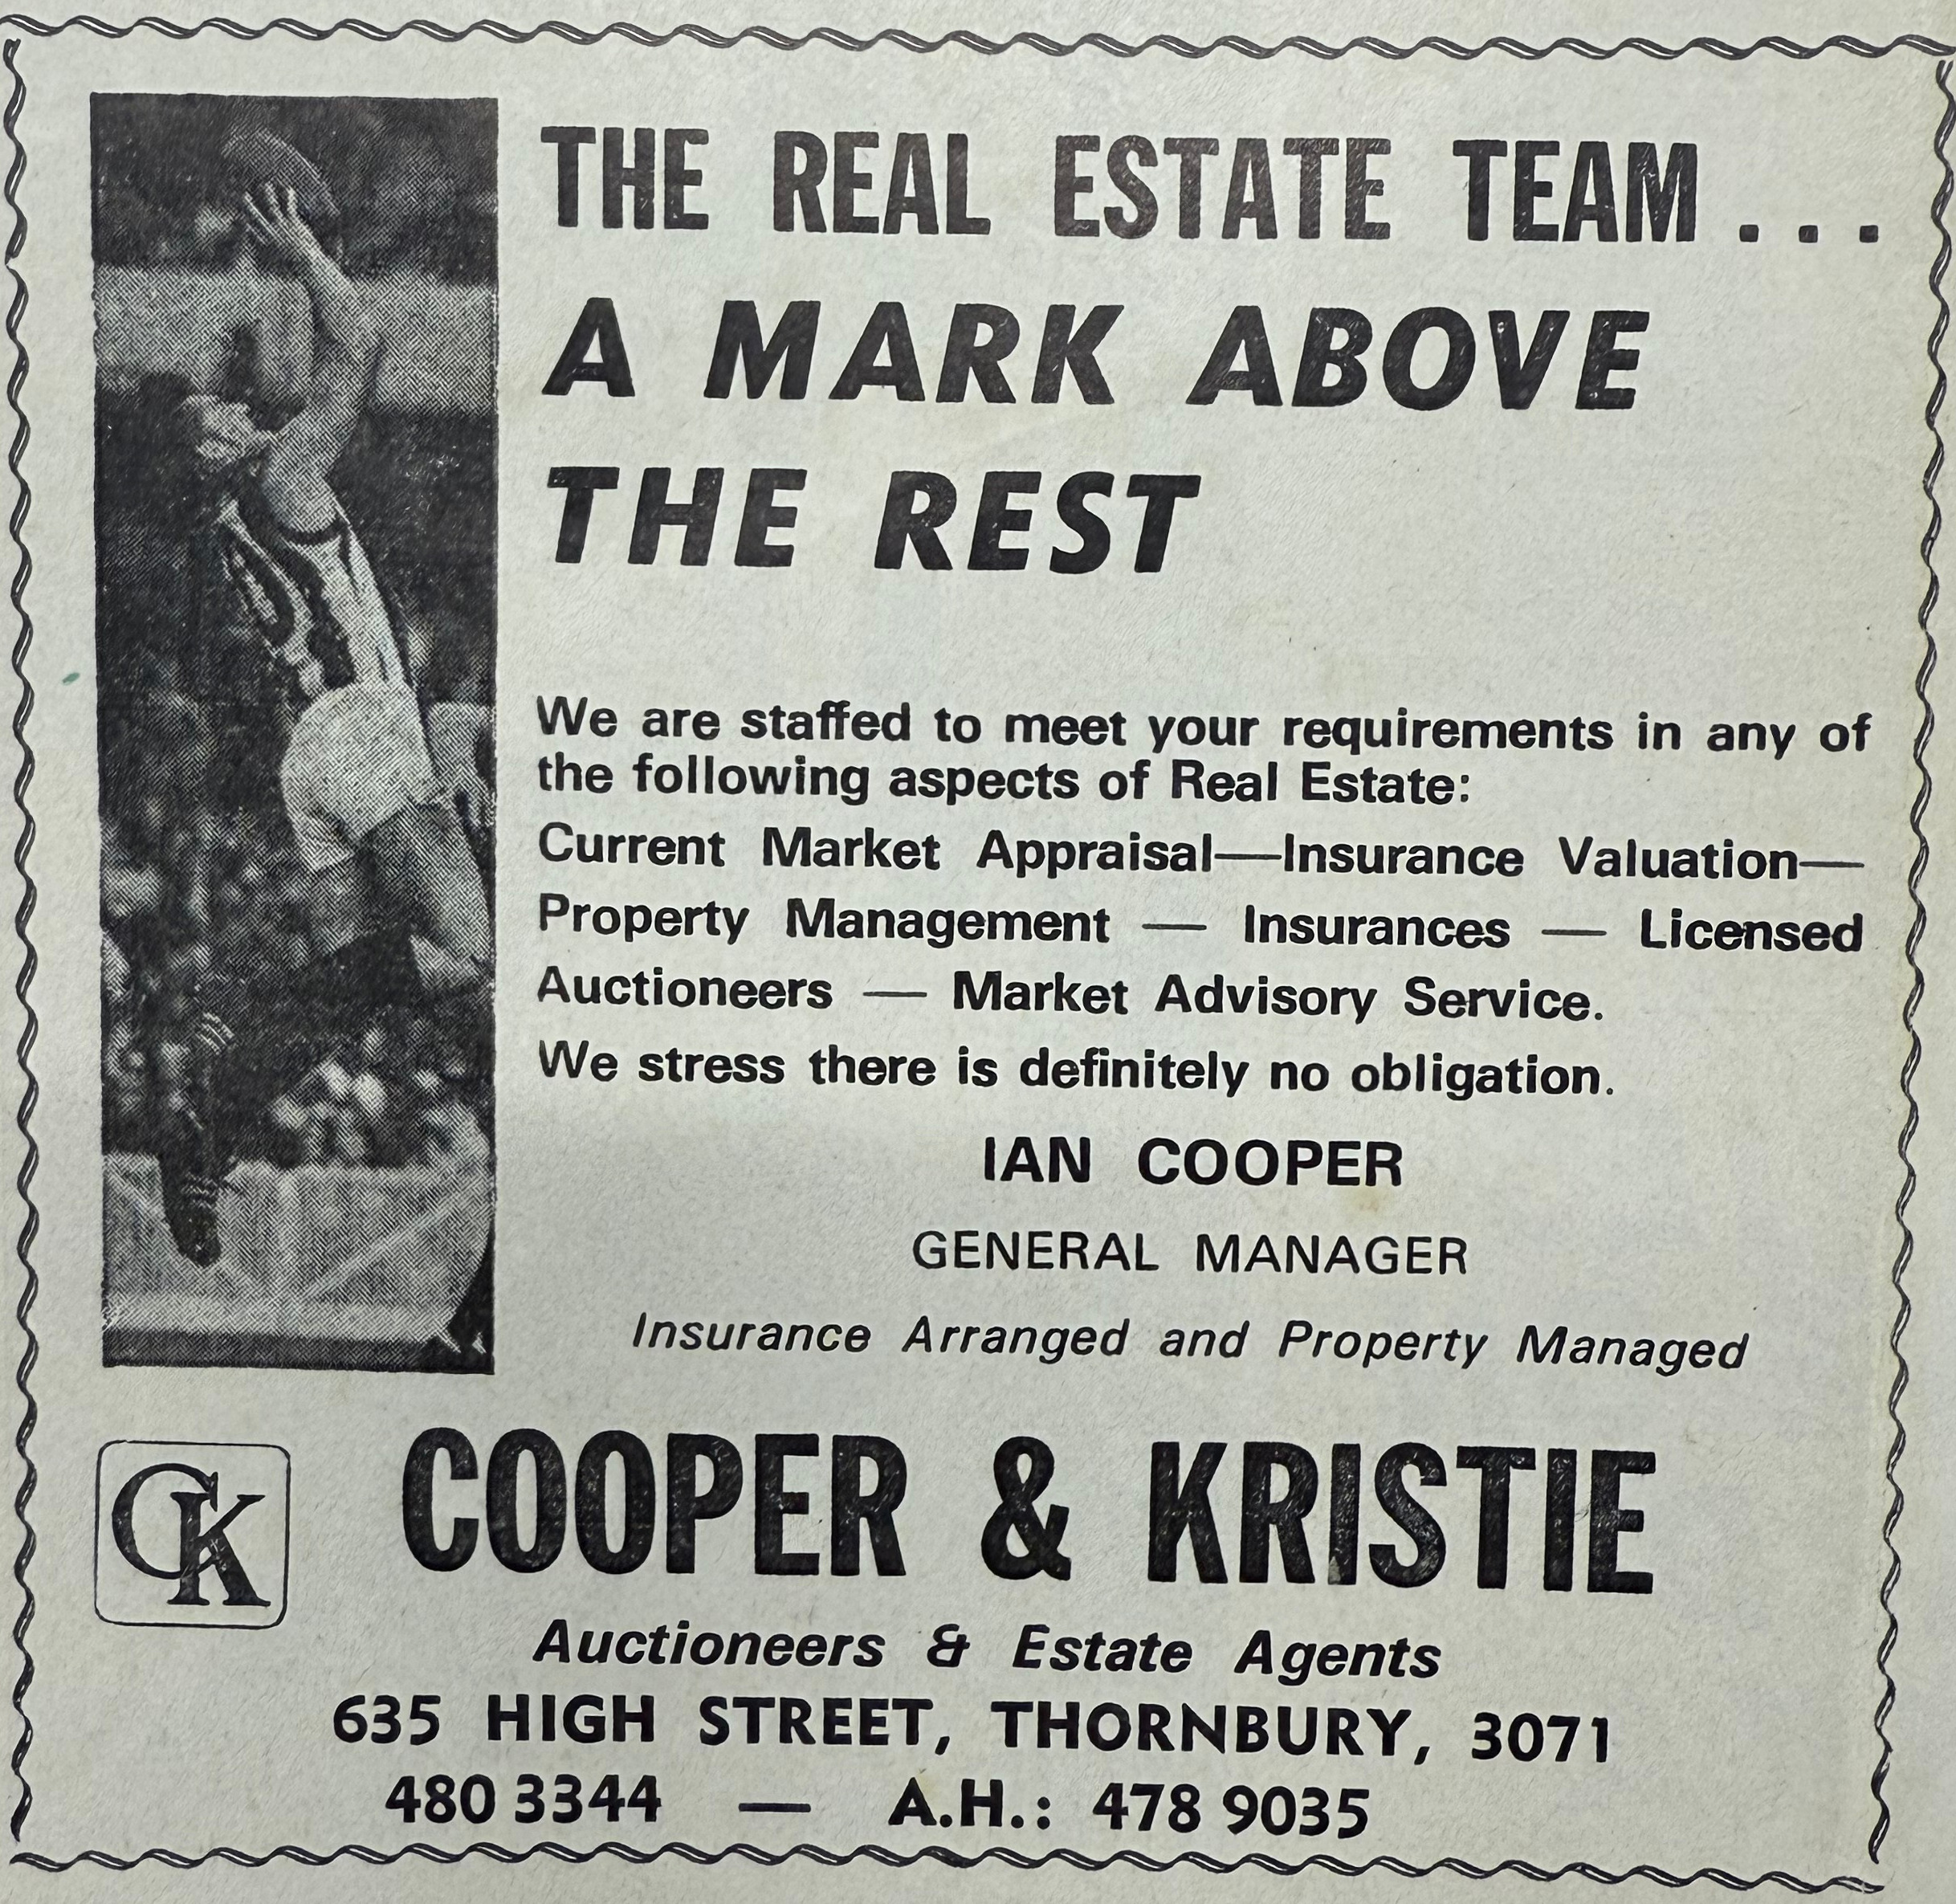 THE REAL ESTATE TEAM . . .
A MARK ABOVE
THE REST
We are staffed to meet your requirements in any of
the following aspects of Real Estate:
Current Market Appraisal—Insurance Valuation—
Property Management — Insurances — Licensed
Auctioneers — Market Advisory Service.
We stress there is definitely no obligation.
IAN COOPER
GENERAL MANAGER
Insurance Arranged and Property Managed
CK
COOPER & KRISTIE
Auctioneers & Estate Agents
635 HIGH STREET, THORNBURY, 3071
480 3344 — A.H.: 478 9035